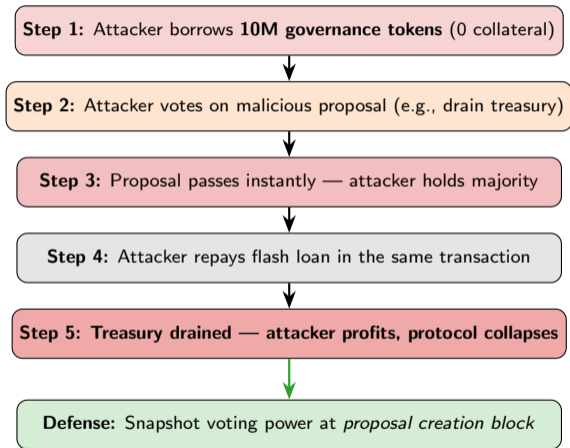 Step 1: Attacker borrows 10M governance tokens (0 collateral)
Step 2: Attacker votes on malicious proposal (e.g., drain treasury)
Step 3: Proposal passes instantly — attacker holds majority
Step 4: Attacker repays flash loan in the same transaction
Step 5: Treasury drained — attacker profits, protocol collapses
Defense: Snapshot voting power at proposal creation block